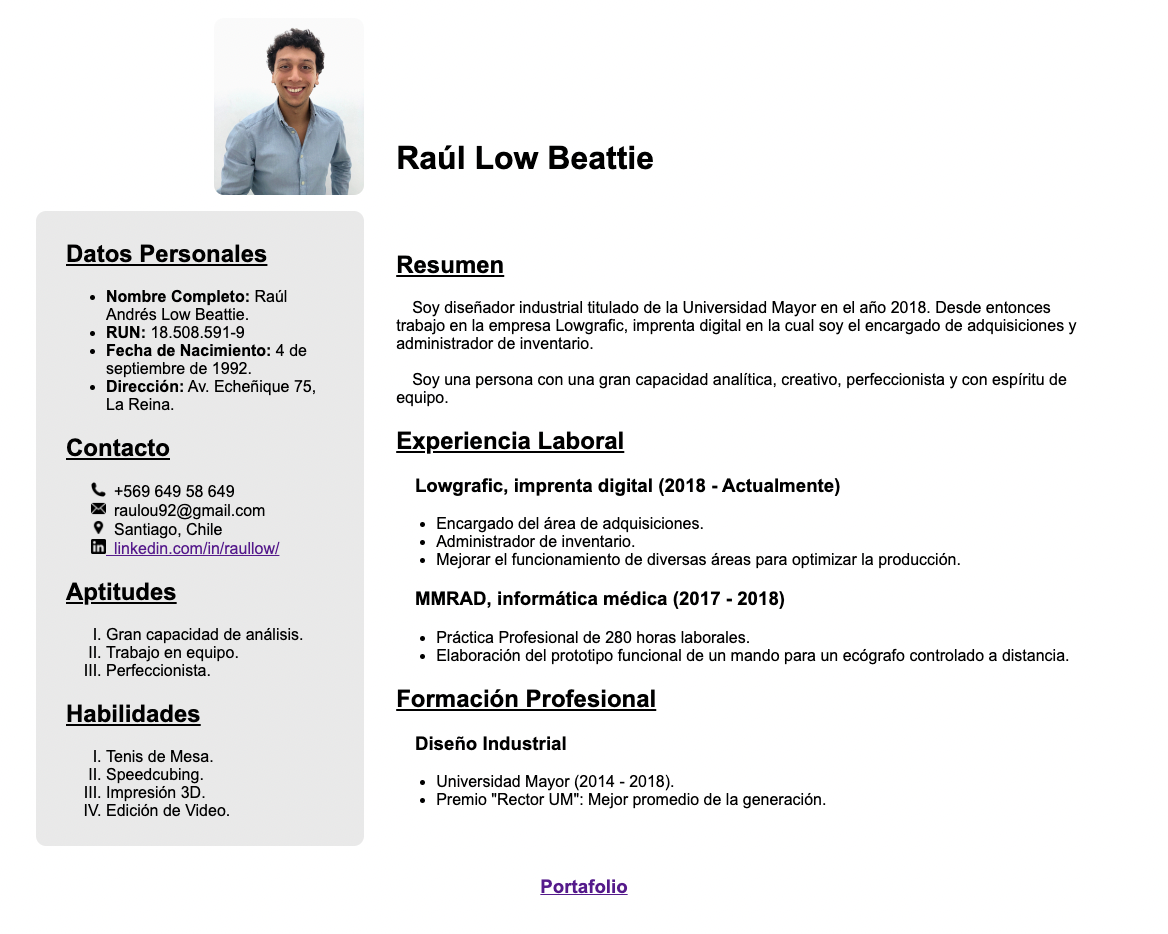 Raúl Low Beattie
Datos Personales
• Nombre Completo: Raúl
Andrés Low Beattie.
• RUN: 18.508.591-9
• Fecha de Nacimiento: 4 de
septiembre de 1992.
• Dirección: Av. Echeñique 75,
La Reina.
Contacto
+569 649 58 649
raulou92@gmail.com
Santiago, Chile
linkedin.com/in/raullow/
Aptitudes
I. Gran capacidad de análisis.
II. Trabajo en equipo.
III. Perfeccionista.
Habilidades
I. Tenis de Mesa.
II. Speedcubing.
III. Impresión 3D.
IV. Edición de Video.
Resumen
Soy diseñador industrial titulado de la Universidad Mayor en el año 2018. Desde entonces
trabajo en la empresa Lowgrafic, imprenta digital en la cual soy el encargado de adquisiciones y
administrador de inventario.
Soy una persona con una gran capacidad analítica, creativo, perfeccionista y con espíritu de
equipo.
Experiencia Laboral
Lowgrafic, imprenta digital (2018 - Actualmente)
• Encargado del área de adquisiciones.
• Administrador de inventario.
• Mejorar el funcionamiento de diversas áreas para optimizar la producción.
MMRAD, informática médica (2017 - 2018)
• Práctica Profesional de 280 horas laborales.
• Elaboración del prototipo funcional de un mando para un ecógrafo controlado a distancia.
Formación Profesional
Diseño Industrial
• Universidad Mayor (2014 - 2018).
• Premio "Rector UM": Mejor promedio de la generación.
Portafolio